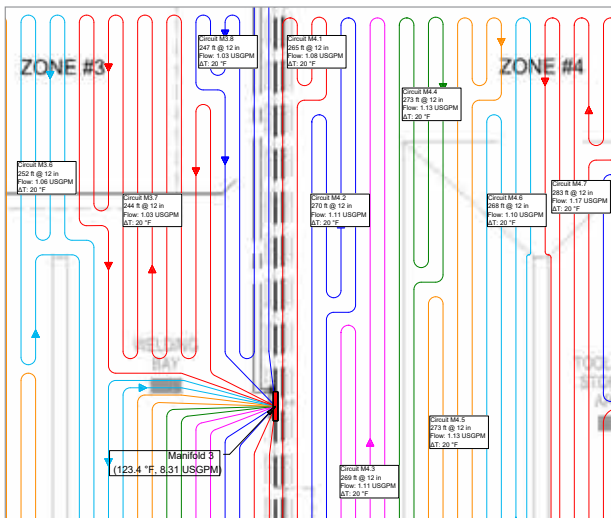 ZONE #3
ZONE #4
Circuit M3.8
247 ft @ 12 in
Flow: 1.03 USGPM
ΔT: 20 °F
Circuit M4.1
265 ft @ 12 in
Flow: 1.08 USGPM
ΔT: 20 °F
Circuit M4.4
273 ft @ 12 in
Flow: 1.13 USGPM
ΔT: 20 °F
Circuit M3.6
252 ft @ 12 in
Flow: 1.06 USGPM
ΔT: 20 °F
Circuit M3.7
244 ft @ 12 in
Flow: 1.03 USGPM
ΔT: 20 °F
Circuit M4.2
270 ft @ 12 in
Flow: 1.11 USGPM
ΔT: 20 °F
Circuit M4.6
268 ft @ 12 in
Flow: 1.10 USGPM
ΔT: 20 °F
Circuit M4.7
283 ft @ 12 in
Flow: 1.17 USGPM
ΔT: 20 °F
WELDING
BAY
TOOL
STOR
Circuit M4.5
273 ft @ 12 in
Flow: 1.13 USGPM
ΔT: 20 °F
Manifold 3
(123.4 °F, 8.31 USGPM)
Circuit M4.3
269 ft @ 12 in
Flow: 1.11 USGPM
ΔT: 20 °F